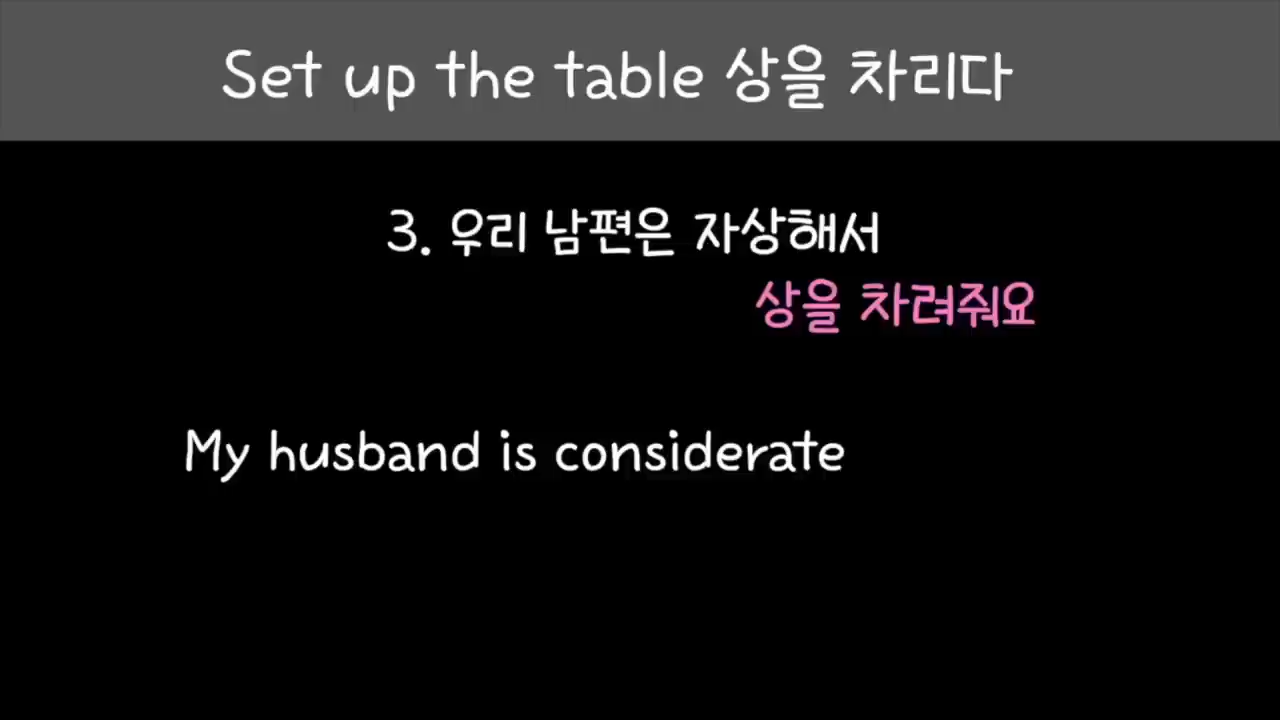 Set up the table 상을 차리다
3. 우리 남편은 자상해서
상을 차려줘요
My husband is considerate